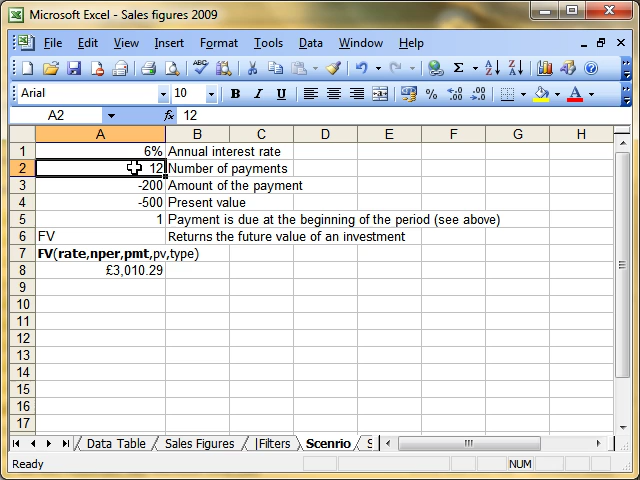 Microsoft Excel - Sales figures 2009
File Edit View Insert Format Tools Data Window Help
Arial 10 B I U
A2 12
A B C D E F G H
1 6% Annual interest rate
2 12 Number of payments
3 -200 Amount of the payment
4 -500 Present value
5 1 Payment is due at the beginning of the period (see above)
6 FV Returns the future value of an investment
7 FV(rate,nper,pmt,pv,type)
8 £3,010.29
9
10
11
12
13
14
15
16
17
Data Table Sales Figures Filters Scenrio S
Ready NUM